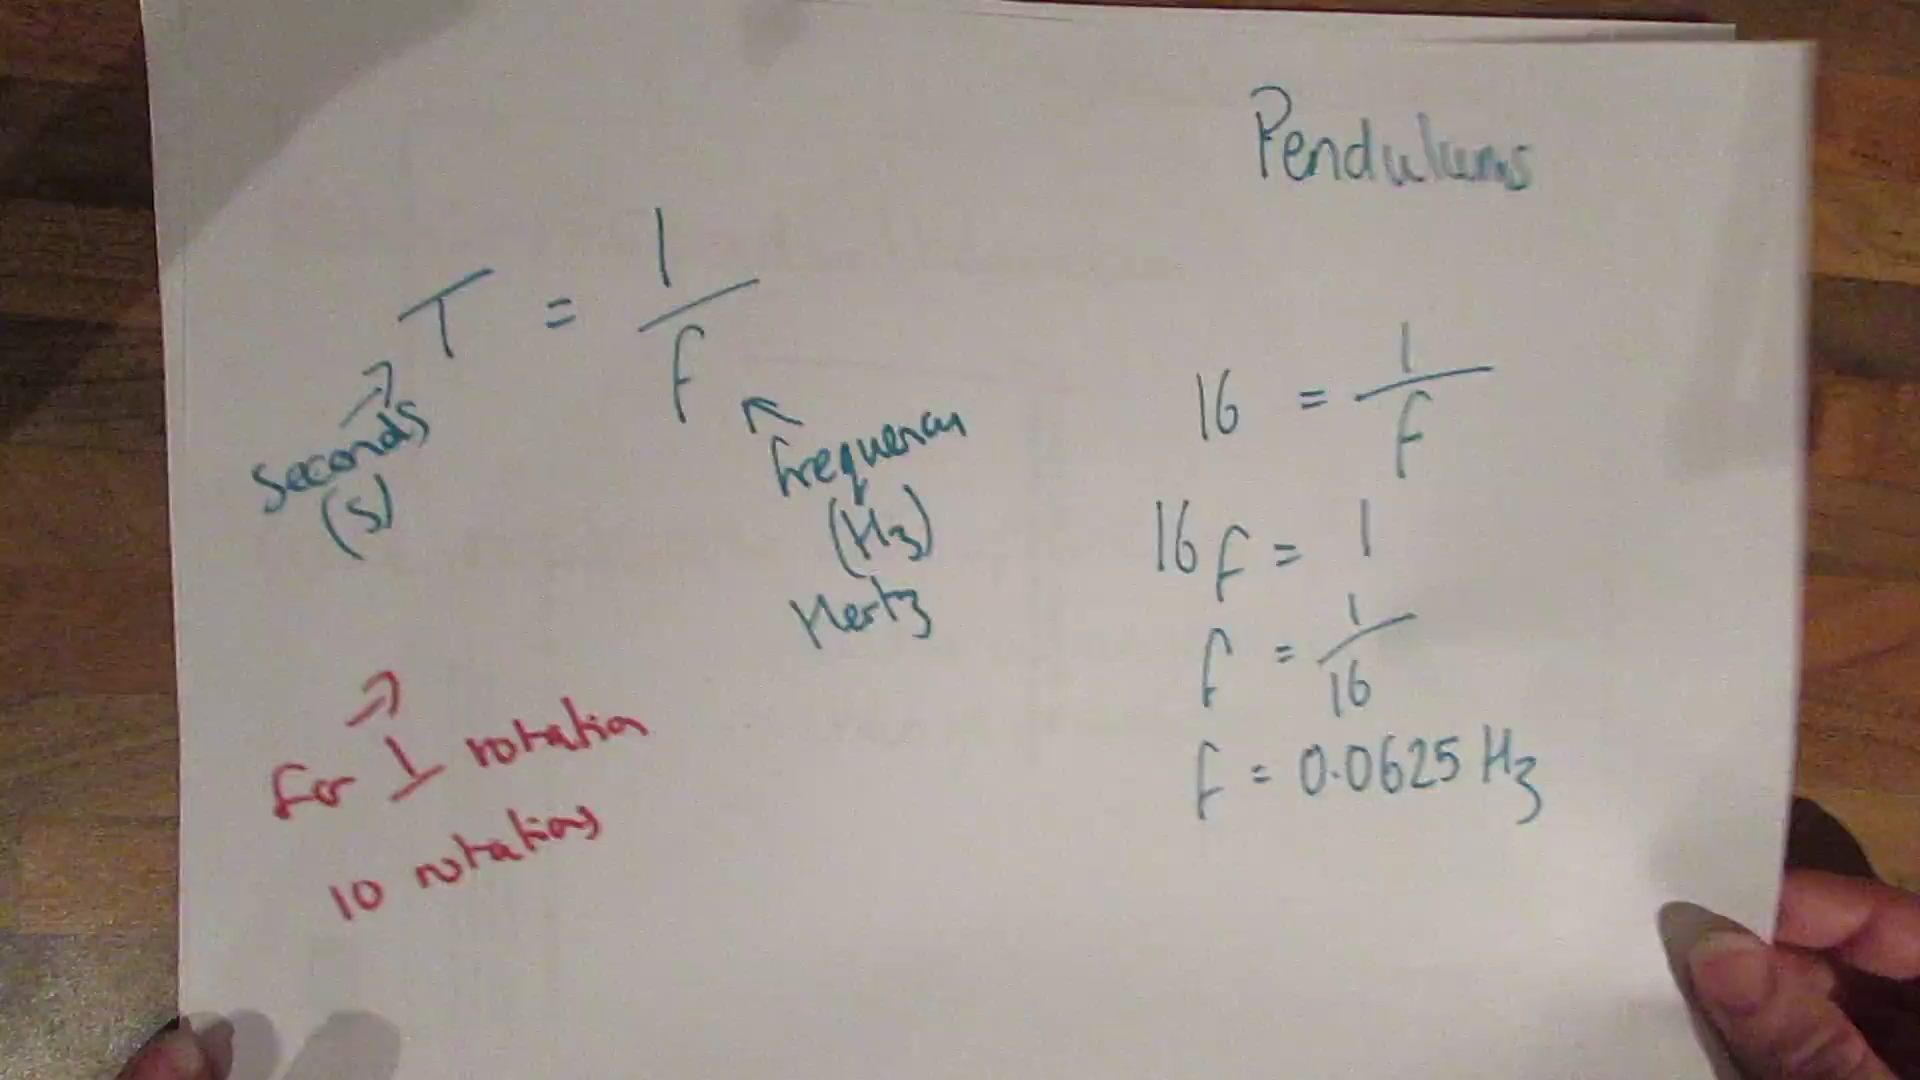 Pendulums
T = 1/F
Seconds
(s)
frequency
(Hz)
Hertz
For 1 rotation
10 rotations
16 = 1/F
16 F = 1
F = 1/16
F = 0.0625 Hz